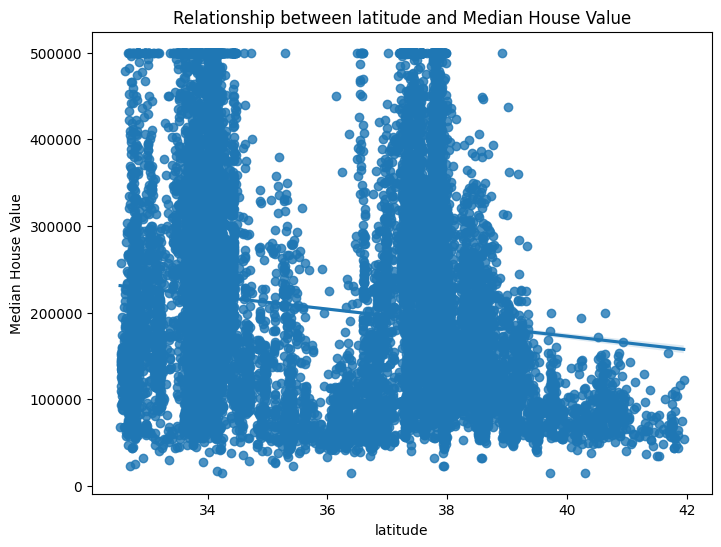 Relationship between latitude and Median House Value
500000
400000
300000
200000
100000
0
Median House Value
34 36 38 40 42
latitude